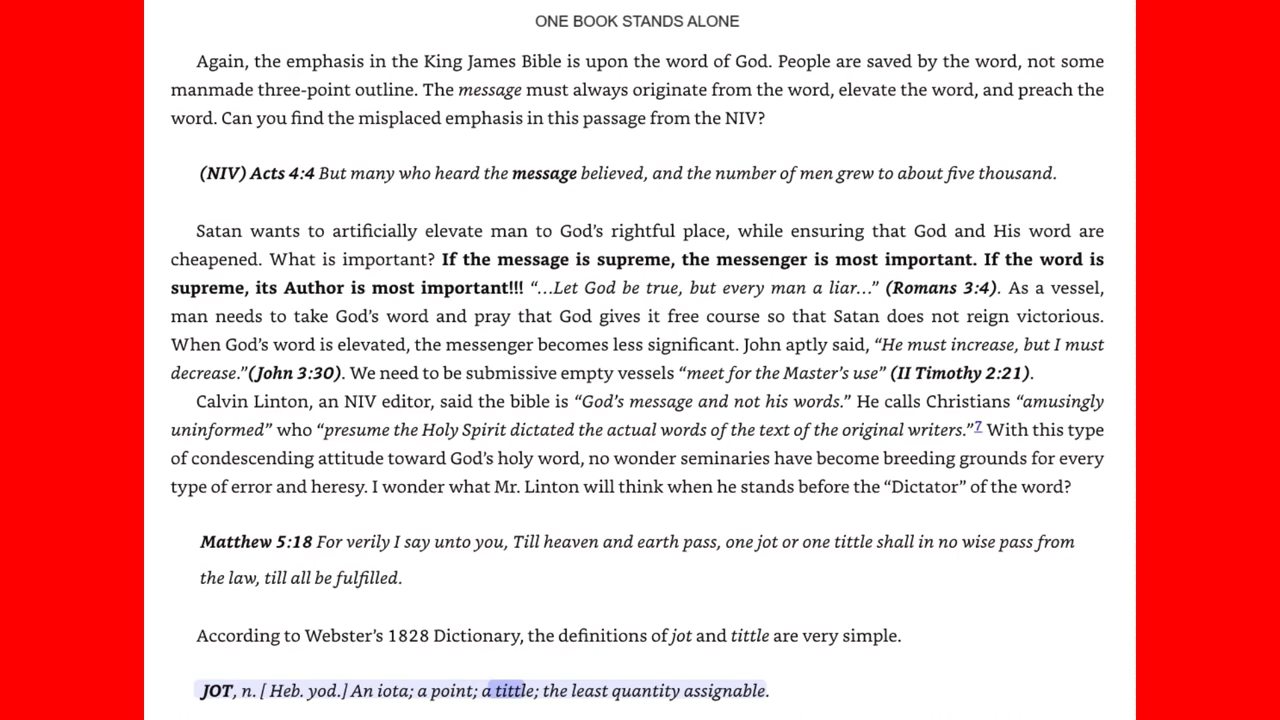 ONE BOOK STANDS ALONE
Again, the emphasis in the King James Bible is upon the word of God. People are saved by the word, not some
manmade three-point outline. The message must always originate from the word, elevate the word, and preach the
word. Can you find the misplaced emphasis in this passage from the NIV?
(NIV) Acts 4:4 But many who heard the message believed, and the number of men grew to about five thousand.
Satan wants to artificially elevate man to God’s rightful place, while ensuring that God and His word are
cheapened. What is important? If the message is supreme, the messenger is most important. If the word is
supreme, its Author is most important!!! “…Let God be true, but every man a liar…” (Romans 3:4). As a vessel,
man needs to take God’s word and pray that God gives it free course so that Satan does not reign victorious.
When God’s word is elevated, the messenger becomes less significant. John aptly said, “He must increase, but I must
decrease.”(John 3:30). We need to be submissive empty vessels “meet for the Master’s use” (II Timothy 2:21).
Calvin Linton, an NIV editor, said the bible is “God’s message and not his words.” He calls Christians “amusingly
uninformed” who “presume the Holy Spirit dictated the actual words of the text of the original writers.”7 With this type
of condescending attitude toward God’s holy word, no wonder seminaries have become breeding grounds for every
type of error and heresy. I wonder what Mr. Linton will think when he stands before the “Dictator” of the word?
Matthew 5:18 For verily I say unto you, Till heaven and earth pass, one jot or one tittle shall in no wise pass from
the law, till all be fulfilled.
According to Webster’s 1828 Dictionary, the definitions of jot and tittle are very simple.
JOT, n. [ Heb. yod.] An iota; a point; a tittle; the least quantity assignable.